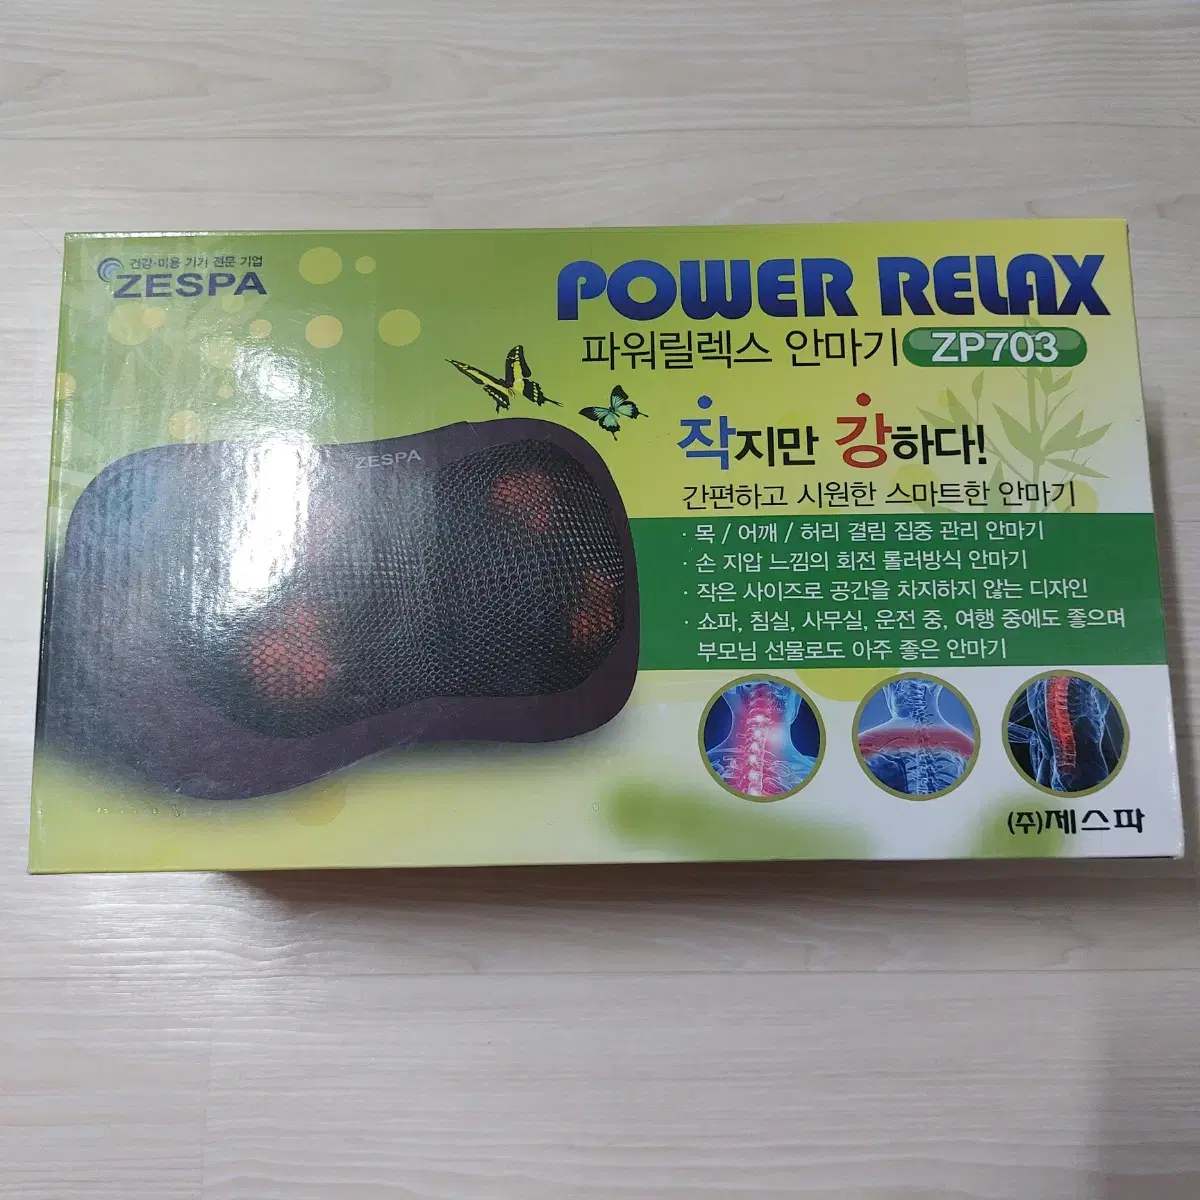 건강·미용 기기 전문 기업
ZESPA
POWER RELAX
파워릴렉스 안마기 ZP703
작지만 강하다!
간편하고 시원한 스마트한 안마기
· 목 / 어깨 / 허리 결림 집중 관리 안마기
· 손 지압 느낌의 회전 롤러방식 안마기
· 작은 사이즈로 공간을 차지하지 않는 디자인
· 쇼파, 침실, 사무실, 운전 중, 여행 중에도 좋으며
부모님 선물로도 아주 좋은 안마기
ZESPA
(주)제스파